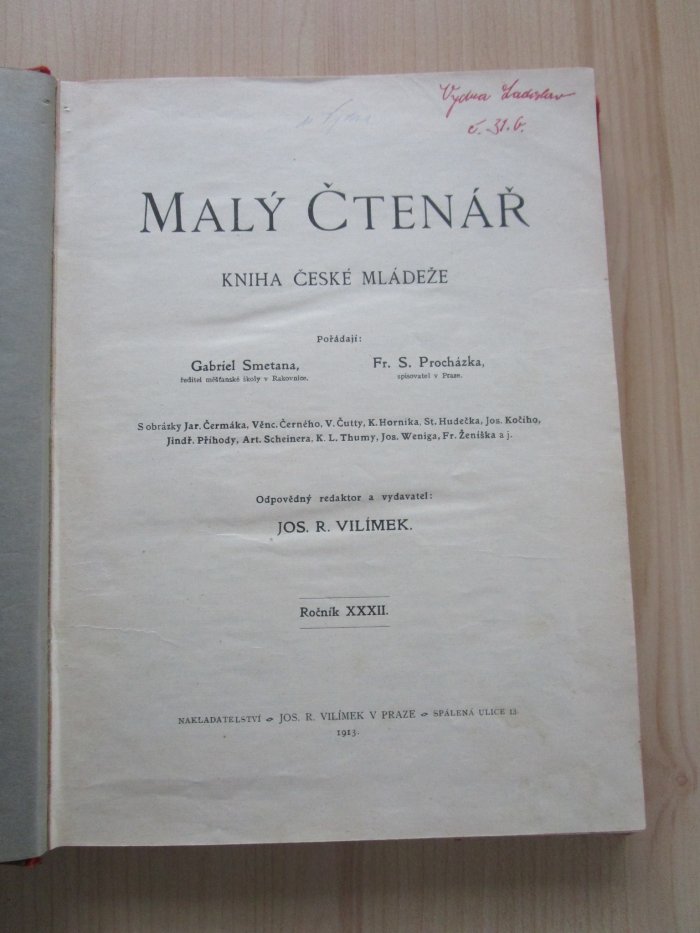 Vydra Ladislav
č. 31. b.
MALÝ ČTENÁŘ
KNIHA ČESKÉ MLÁDEŽE
Pořádají:
Gabriel Smetana, Fr. S. Procházka,
ředitel měšťanské školy v Rakovníce. spisovatel v Praze.
S obrázky Jar. Čermáka, Věnc. Černého, V. Čutty, K. Horníka, St. Hudečka, Jos. Kočího,
Jindř. Příhody, Art. Scheinera, K. L. Thumy, Jos. Weniga, Fr. Ženíška a j.
Odpovědný redaktor a vydavatel:
JOS. R. VILÍMEK.
Ročník XXXII.
NAKLADATELSTVÍ JOS. R. VILÍMEK V PRAZE SPÁLENÁ ULICE 13
1913.